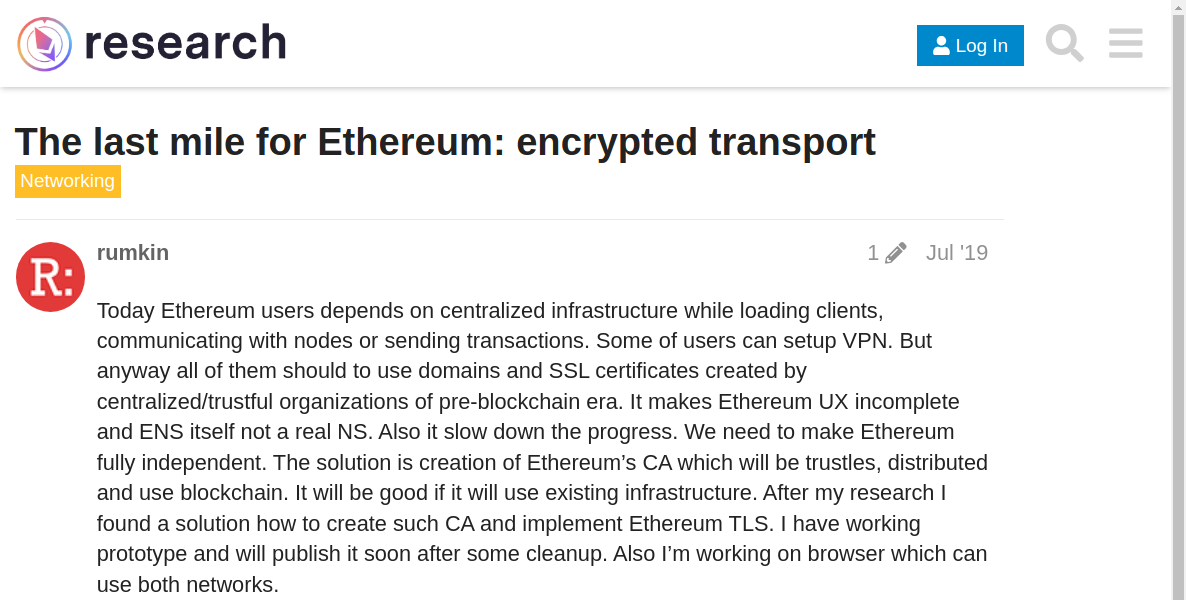 research
Log In
The last mile for Ethereum: encrypted transport
Networking
rumkin
1 Jul '19
R:
Today Ethereum users depends on centralized infrastructure while loading clients,
communicating with nodes or sending transactions. Some of users can setup VPN. But
anyway all of them should to use domains and SSL certificates created by
centralized/trustful organizations of pre-blockchain era. It makes Ethereum UX incomplete
and ENS itself not a real NS. Also it slow down the progress. We need to make Ethereum
fully independent. The solution is creation of Ethereum’s CA which will be trustles, distributed
and use blockchain. It will be good if it will use existing infrastructure. After my research I
found a solution how to create such CA and implement Ethereum TLS. I have working
prototype and will publish it soon after some cleanup. Also I’m working on browser which can
use both networks.